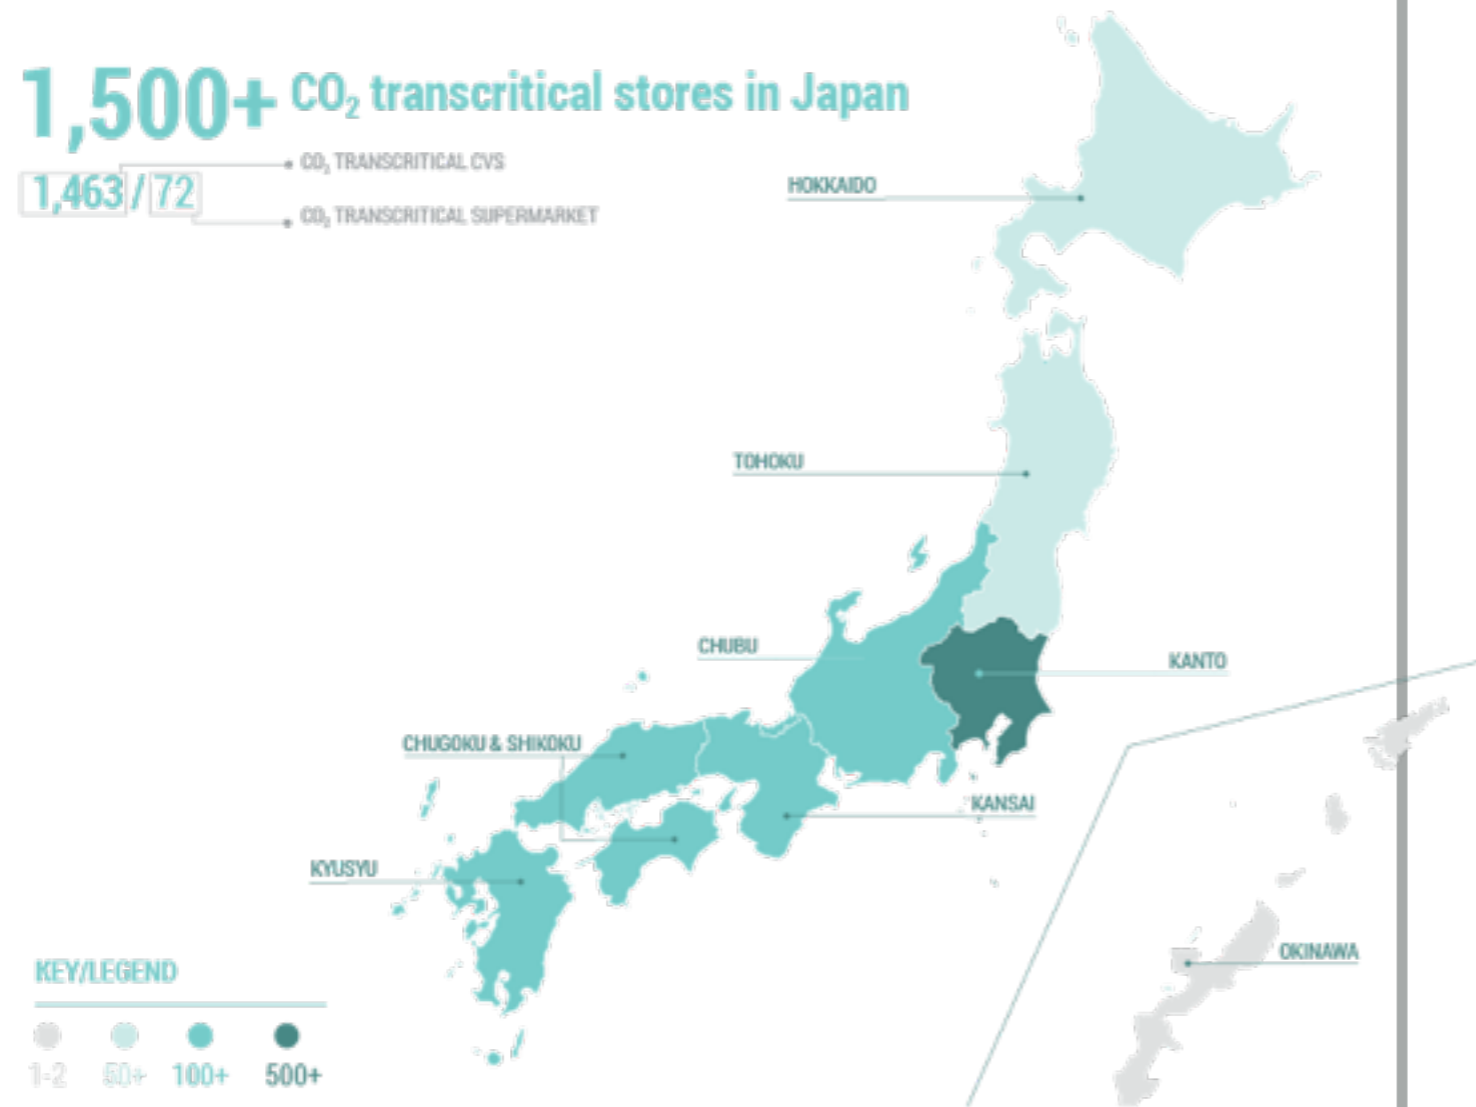 1,500+ CO₂ transcritical stores in Japan
CO₂ TRANSCRITICAL CVS
1,463 / 72
CO₂ TRANSCRITICAL SUPERMARKET
HOKKAIDO
TOHOKU
CHUBU
KANTO
CHUGOKU & SHIKOKU
KANSAI
KYUSYU
OKINAWA
KEY/LEGEND
1-2 50+ 100+ 500+